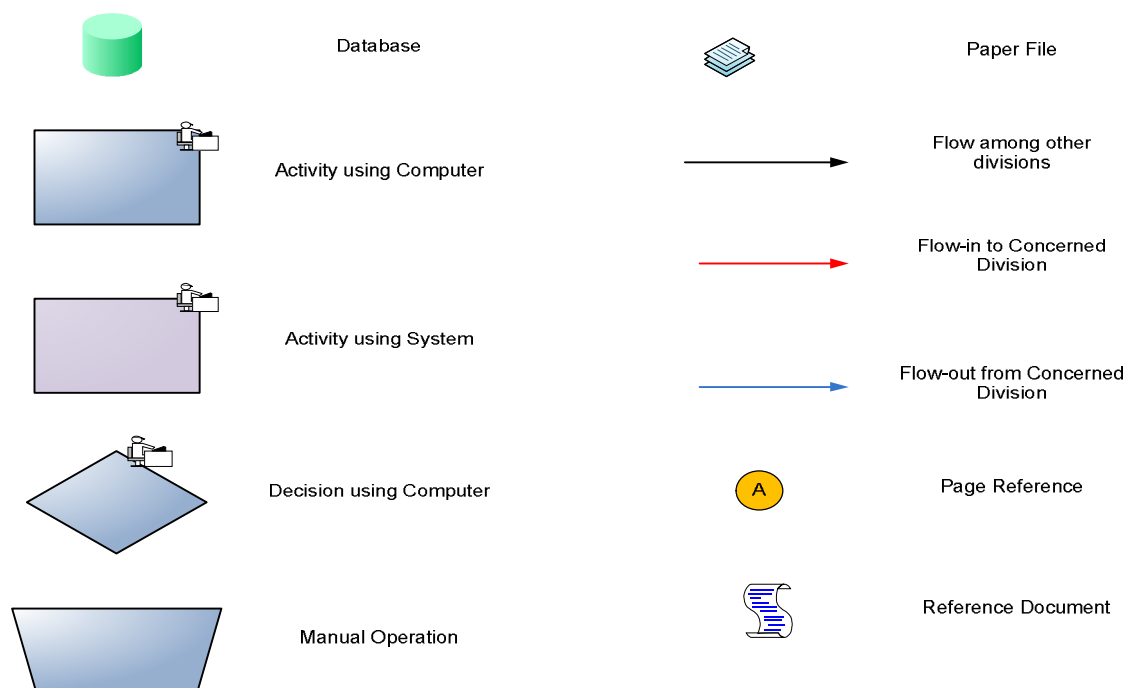 Database
Paper File
Activity using Computer
Flow among other
divisions
Flow-in to Concerned
Division
Activity using System
Flow-out from Concerned
Division
Decision using Computer
A
Page Reference
Manual Operation
Reference Document